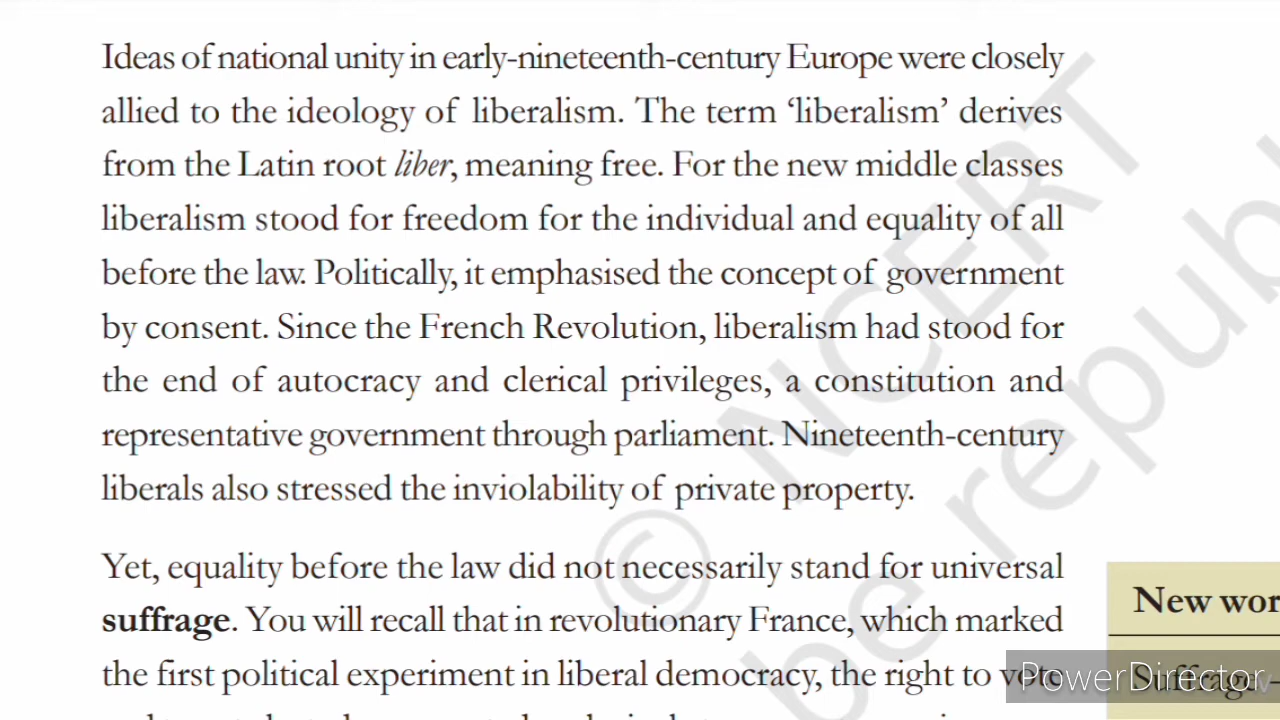 Ideas of national unity in early-nineteenth-century Europe were closely
allied to the ideology of liberalism. The term ‘liberalism’ derives
from the Latin root liber, meaning free. For the new middle classes
liberalism stood for freedom for the individual and equality of all
before the law. Politically, it emphasised the concept of government
by consent. Since the French Revolution, liberalism had stood for
the end of autocracy and clerical privileges, a constitution and
representative government through parliament. Nineteenth-century
liberals also stressed the inviolability of private property.
Yet, equality before the law did not necessarily stand for universal
suffrage. You will recall that in revolutionary France, which marked
the first political experiment in liberal democracy, the right to vote
New wor
Suffrage –
PowerDirector
© NCERT
be republ